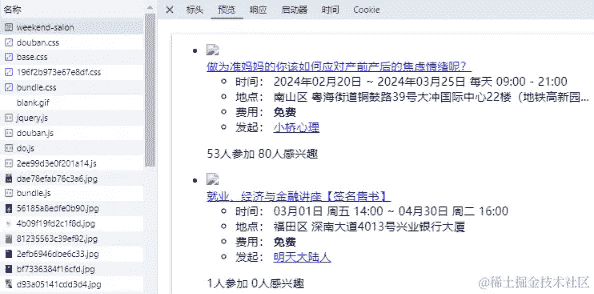 名称
× 标头 预览 响应 启动器 时间 Cookie
weekend-salon
douban.css
base.css
196f2b973e67e8df.css
bundle.css
blank.gif
jquery.js
douban.js
do.js
2ee99d3e0f201a14.js
dae78efab76c3a6.jpg
bundle.js
56185a8edfe0b90.jpg
4b09f19fd2c1f8d.jpg
81235563c39ef92.jpg
2efb6946dbe6c33.jpg
bf7336384f16cfd.jpg
d93a05141cdd3d4.jpg
做为准妈妈的你该如何应对产前产后的焦虑情绪呢？
时间： 2024年02月20日 ~ 2024年03月25日 每天 09:00 - 21:00
地点： 南山区 粤海街道铜鼓路39号大冲国际中心22楼（地铁高新园...
费用： 免费
发起： 小桥心理
53人参加 80人感兴趣
就业、经济与金融讲座【签名售书】
时间： 03月01日 周五 14:00 ~ 04月30日 周二 16:00
地点： 福田区 深南大道4013号兴业银行大厦
费用： 免费
发起： 明天大陆人
1人参加 0人感兴趣
@稀土掘金技术社区